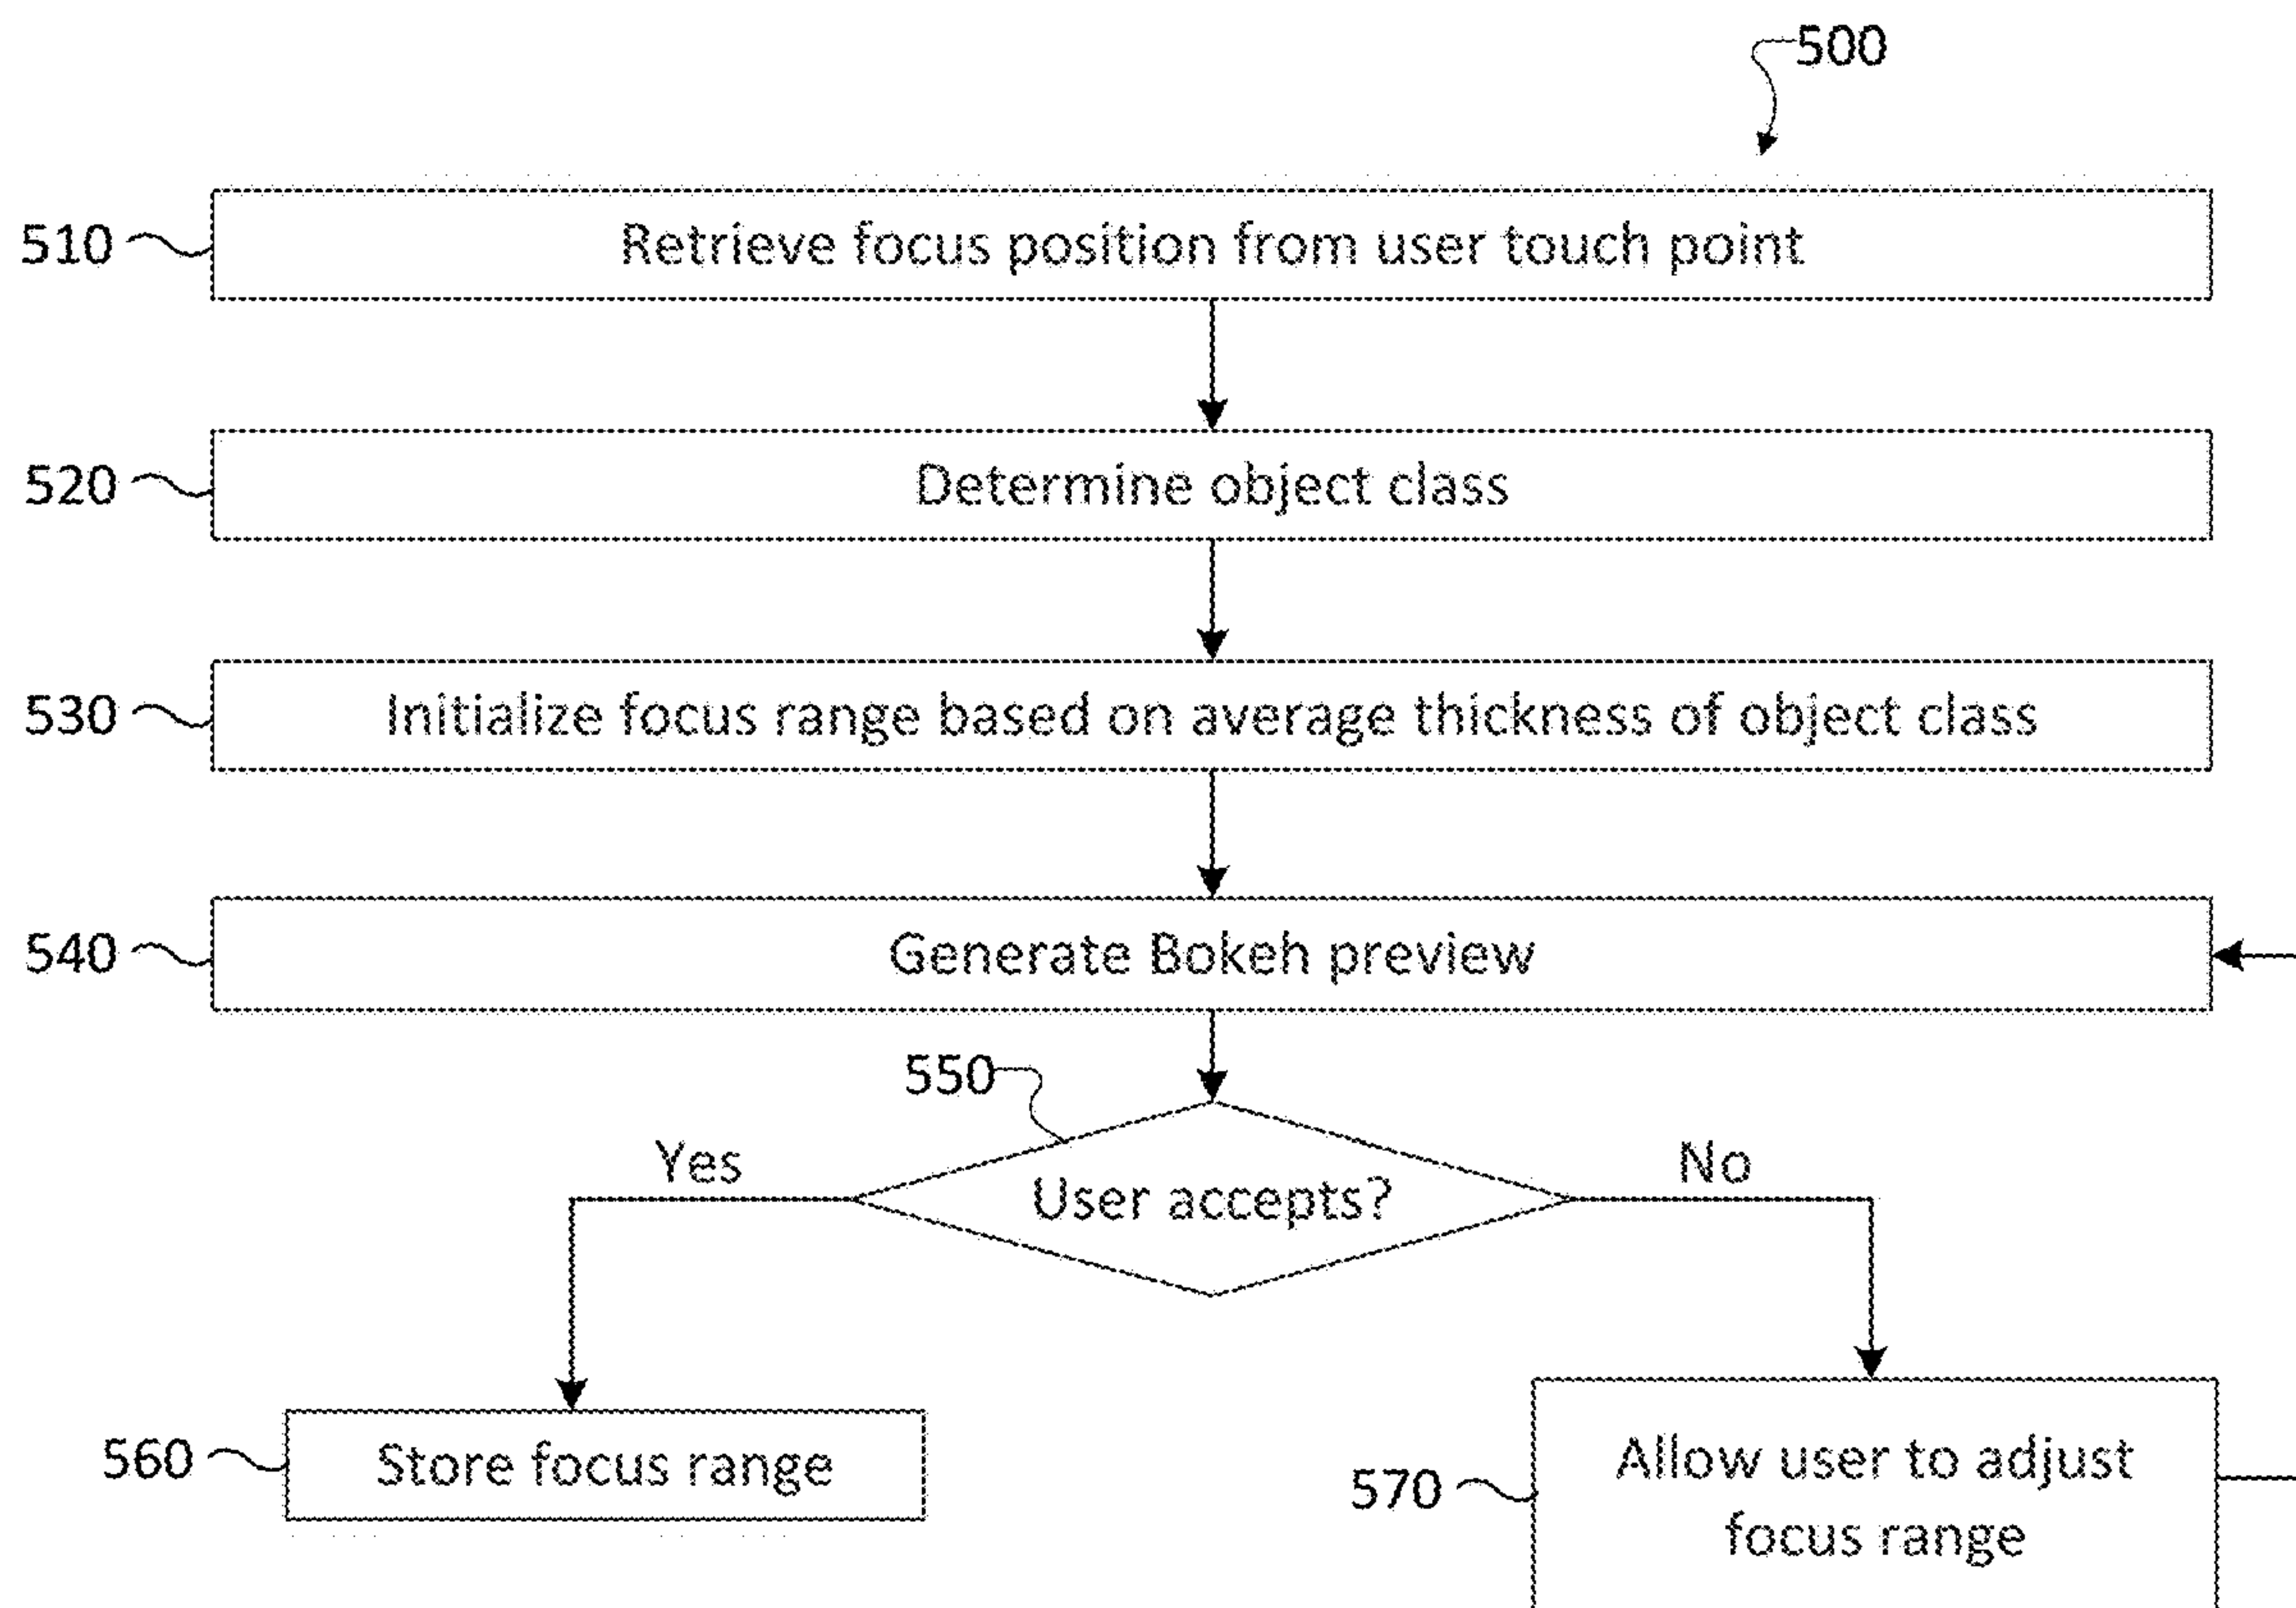 500
510 Retrieve focus position from user touch point
520 Determine object class
530 Initialize focus range based on average thickness of object class
540 Generate Bokeh preview
550
Yes
User accepts?
No
560 Store focus range
570 Allow user to adjust
focus range